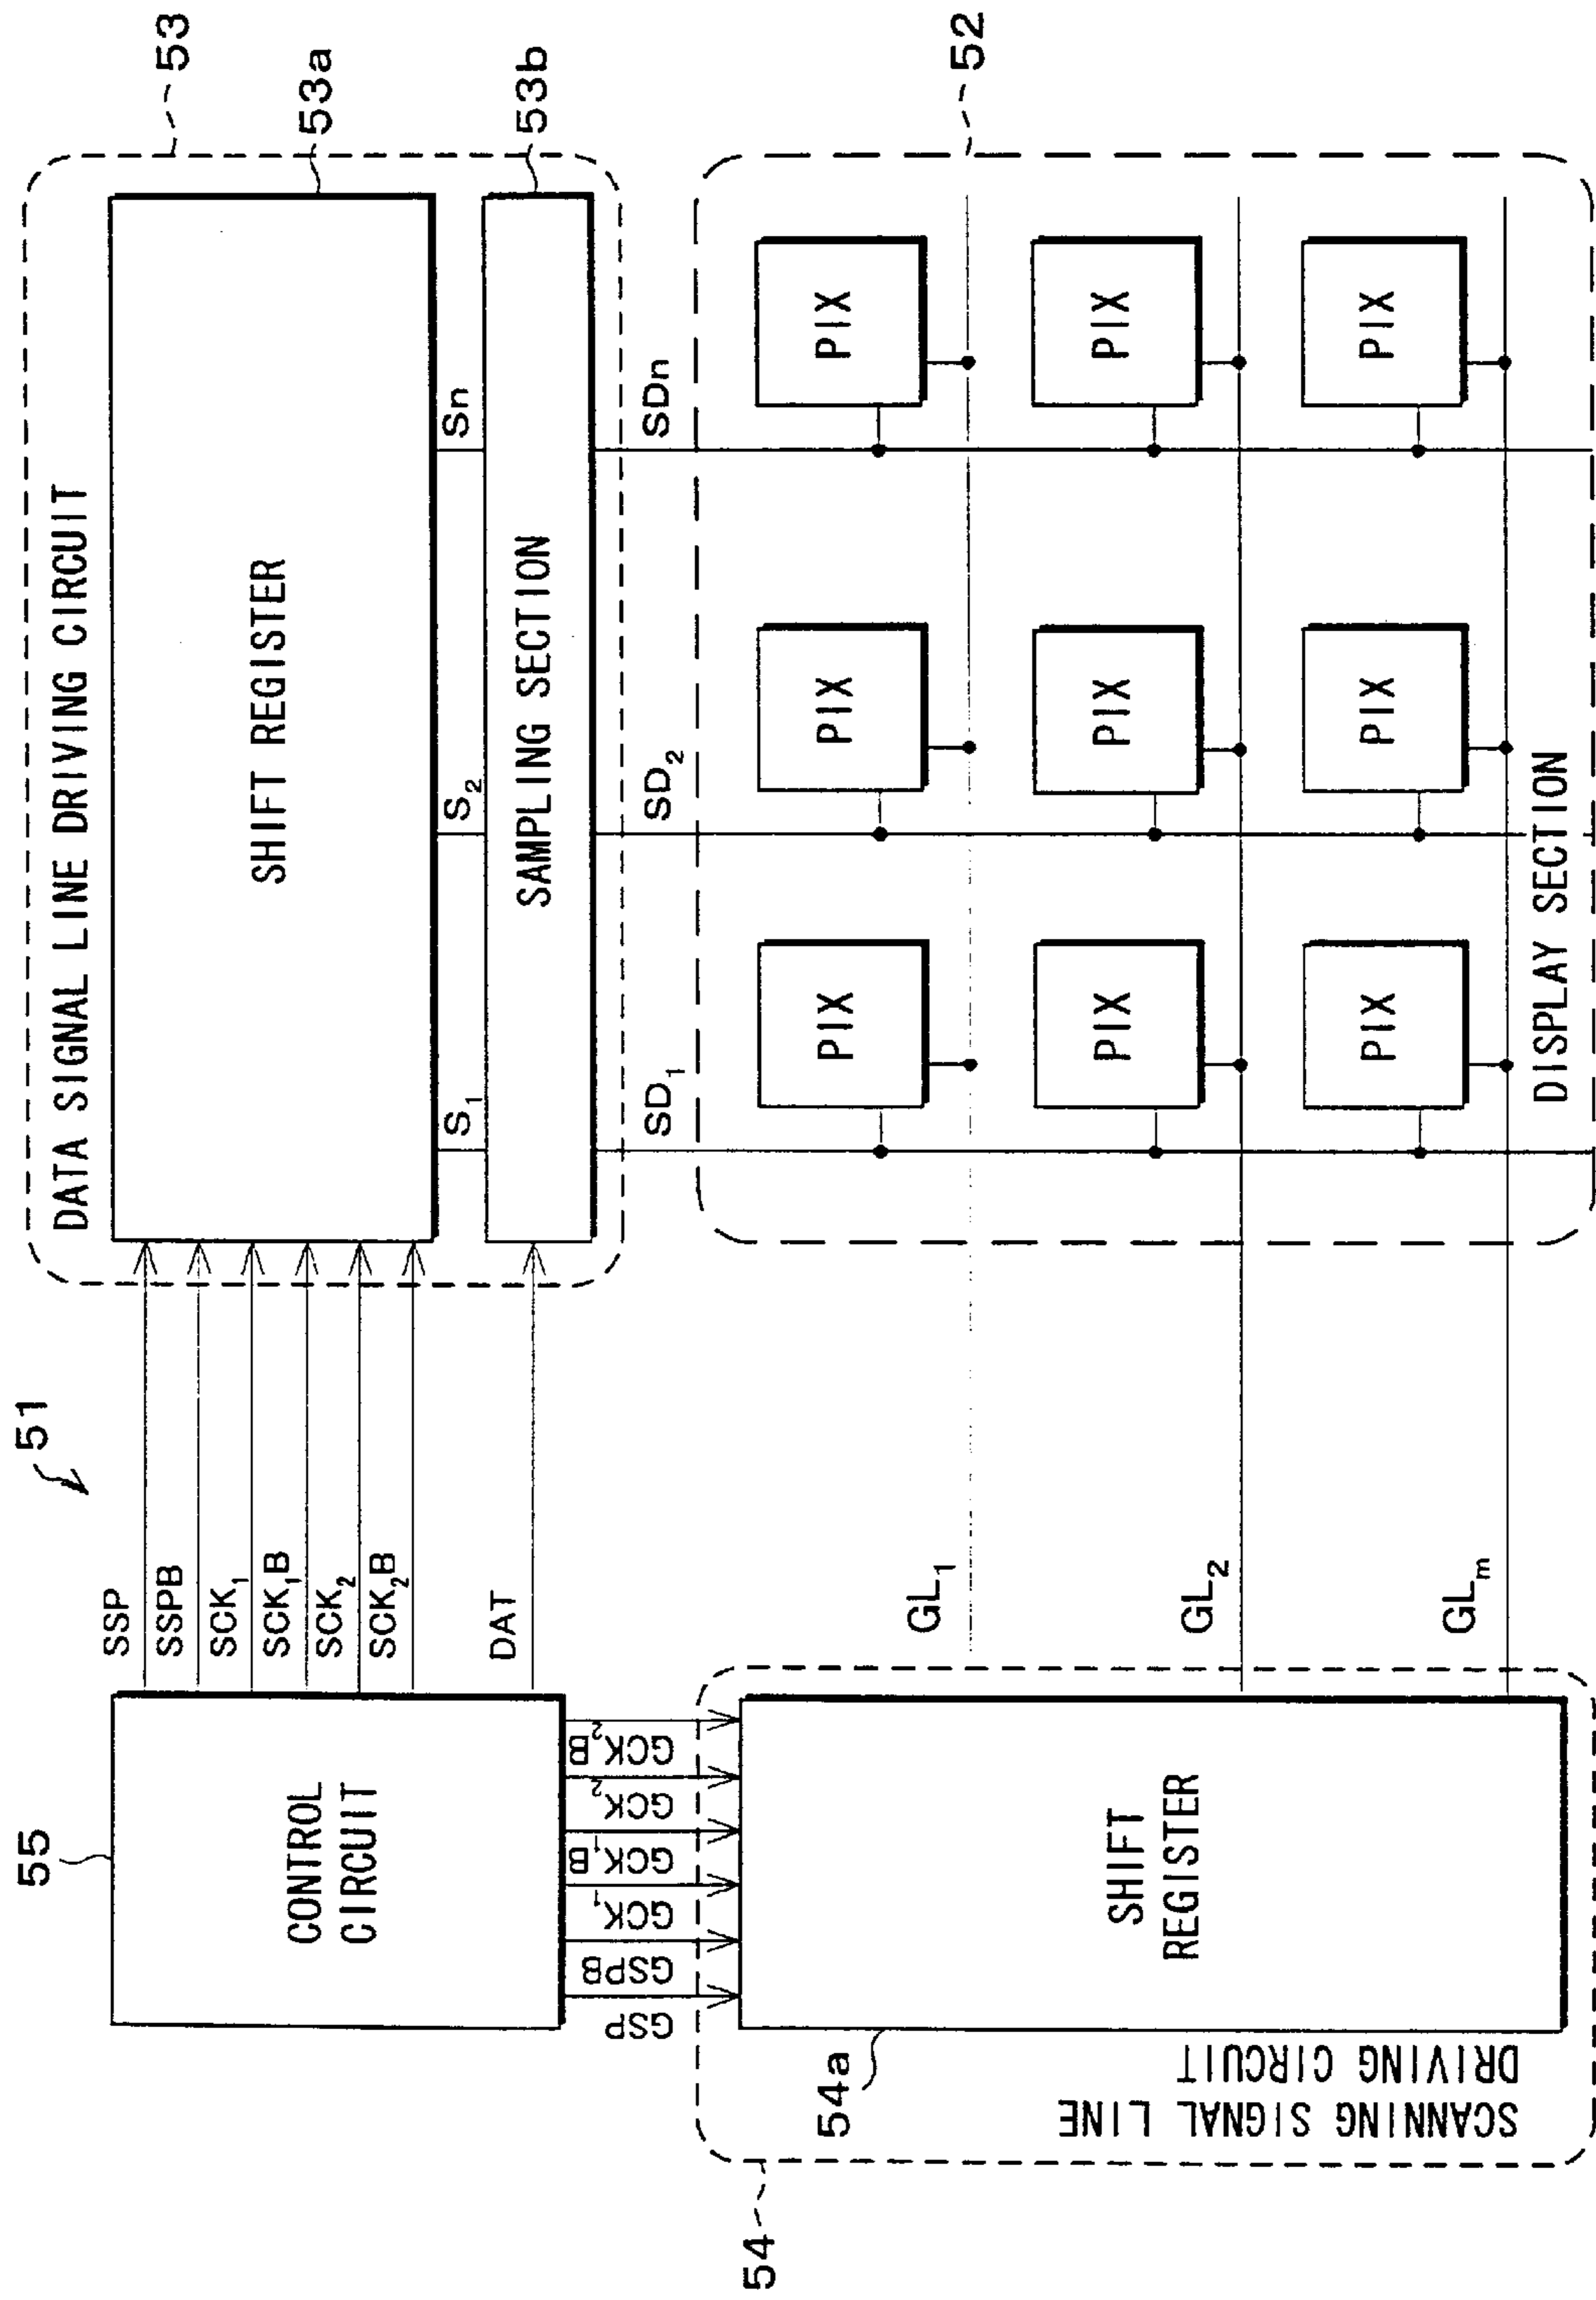 51
55
CONTROL
CIRCUIT
SSP
SSPB
SCK₁
SCK₁B
SCK₂
SCK₂B
DAT
GSP
GSPB
GCK₁
GCK₁B
GCK₂
GCK₂B
53
DATA SIGNAL LINE DRIVING CIRCUIT
SHIFT REGISTER
53a
S₁
S₂
Sn
SAMPLING SECTION
53b
SD₁
SD₂
SDn
54
SCANNING SIGNAL LINE
DRIVING CIRCUIT
54a
SHIFT
REGISTER
GL₁
GL₂
GLₘ
52
PIX
PIX
PIX
PIX
PIX
PIX
PIX
PIX
PIX
DISPLAY SECTION